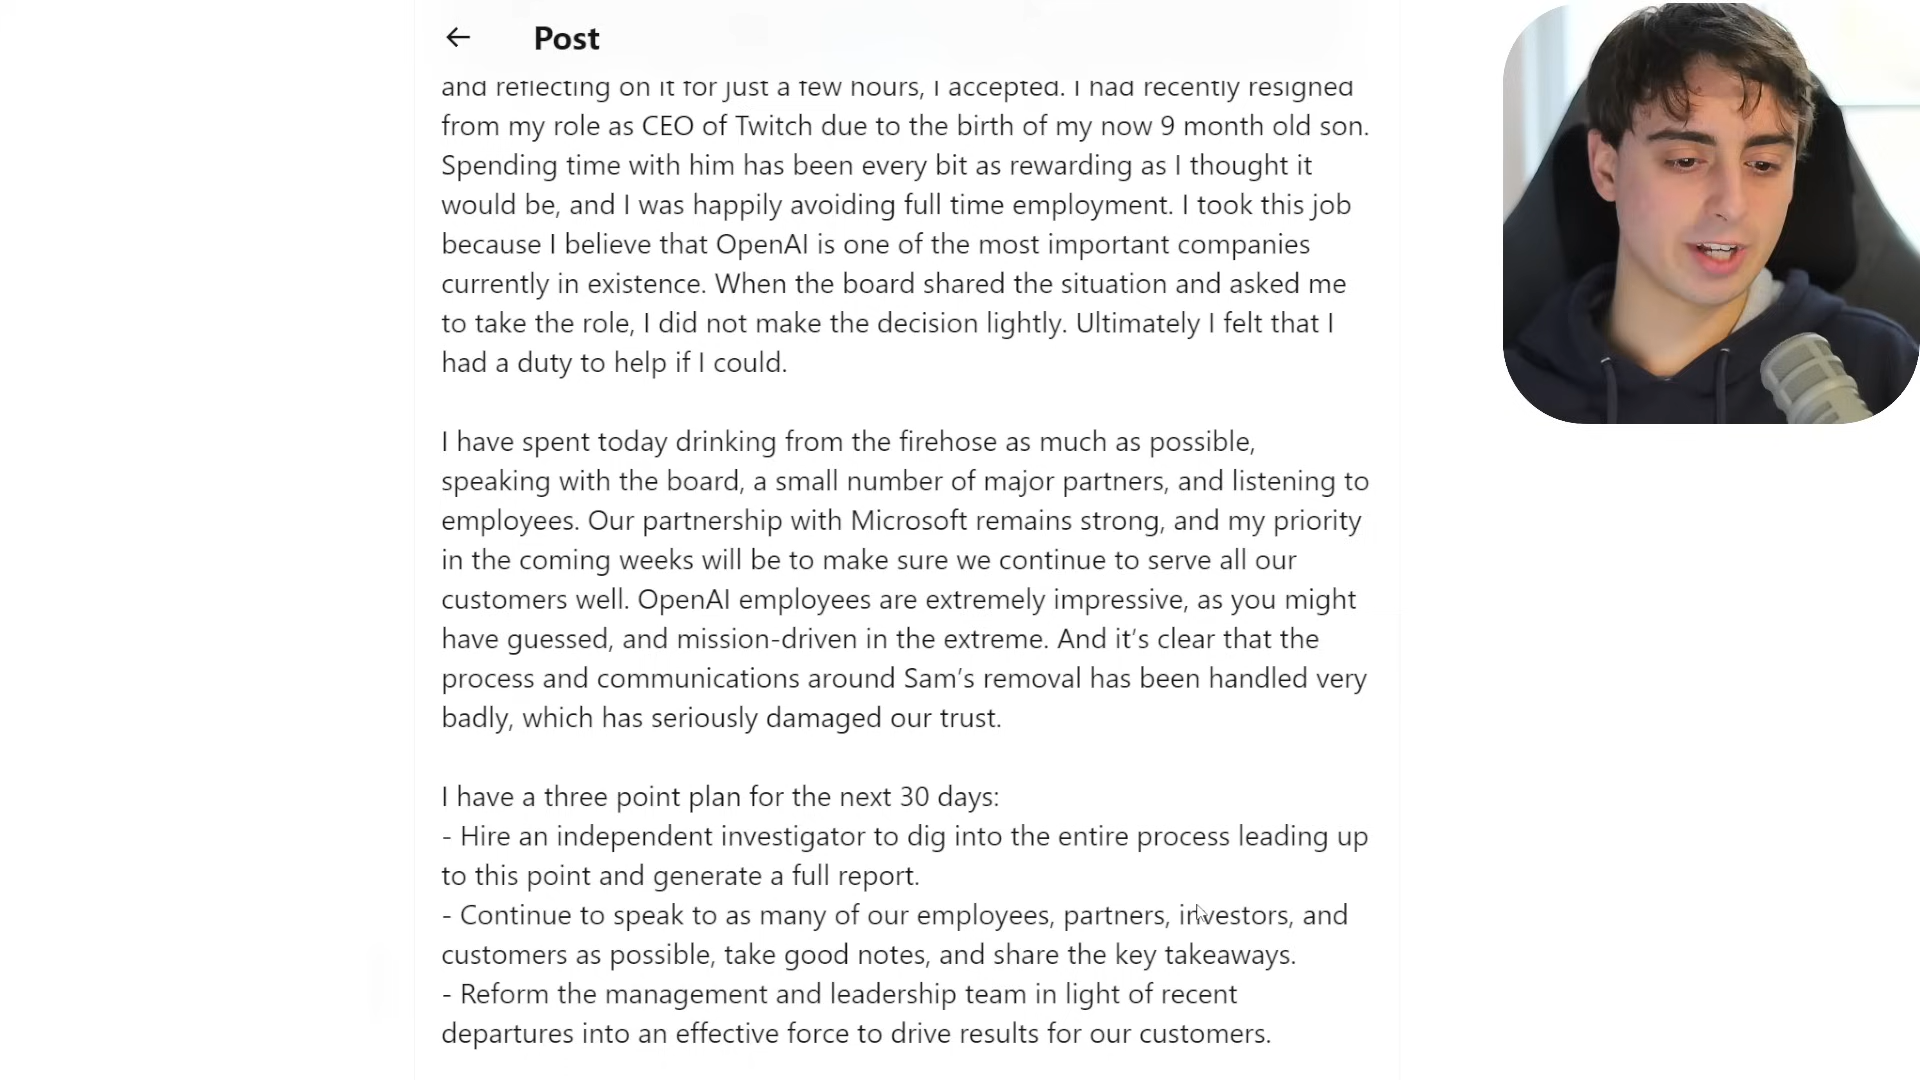 Post
and reflecting on it for just a few hours, I accepted. I had recently resigned
from my role as CEO of Twitch due to the birth of my now 9 month old son.
Spending time with him has been every bit as rewarding as I thought it
would be, and I was happily avoiding full time employment. I took this job
because I believe that OpenAI is one of the most important companies
currently in existence. When the board shared the situation and asked me
to take the role, I did not make the decision lightly. Ultimately I felt that I
had a duty to help if I could.
I have spent today drinking from the firehose as much as possible,
speaking with the board, a small number of major partners, and listening to
employees. Our partnership with Microsoft remains strong, and my priority
in the coming weeks will be to make sure we continue to serve all our
customers well. OpenAI employees are extremely impressive, as you might
have guessed, and mission-driven in the extreme. And it’s clear that the
process and communications around Sam’s removal has been handled very
badly, which has seriously damaged our trust.
I have a three point plan for the next 30 days:
- Hire an independent investigator to dig into the entire process leading up
to this point and generate a full report.
- Continue to speak to as many of our employees, partners, investors, and
customers as possible, take good notes, and share the key takeaways.
- Reform the management and leadership team in light of recent
departures into an effective force to drive results for our customers.